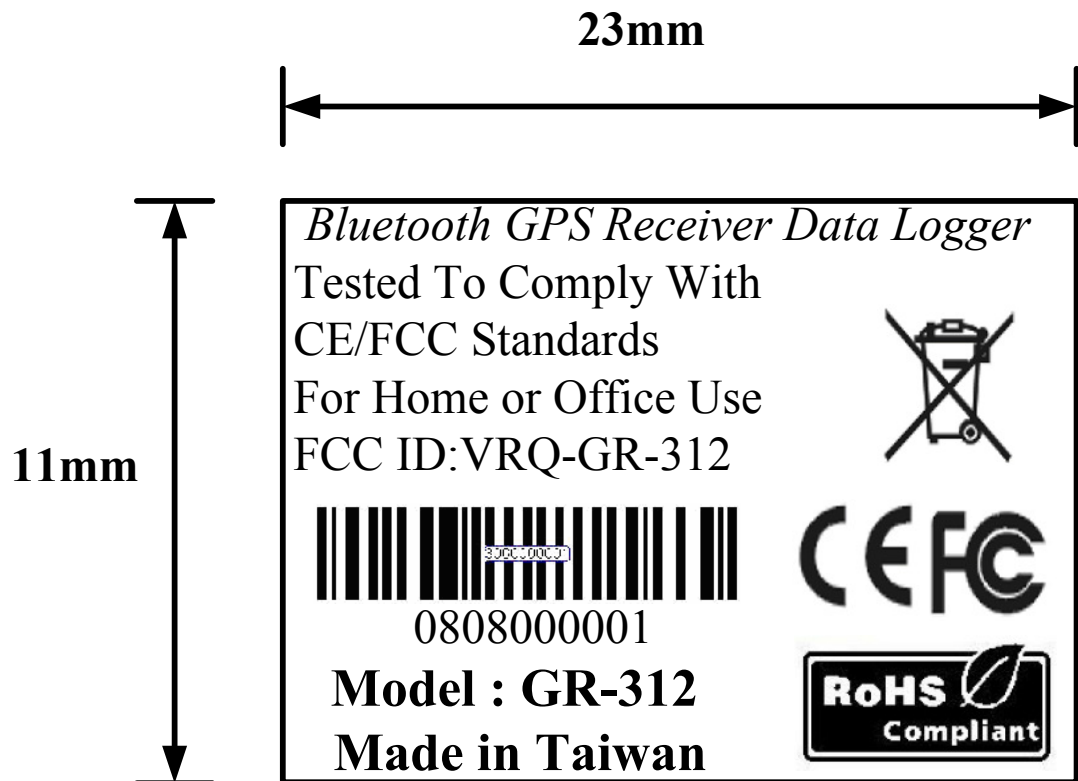 23mm
11mm
Bluetooth GPS Receiver Data Logger
Tested To Comply With
CE/FCC Standards
For Home or Office Use
FCC ID:VRQ-GR-312
0808000001
Model : GR-312
Made in Taiwan
CE FC
RoHS
Compliant